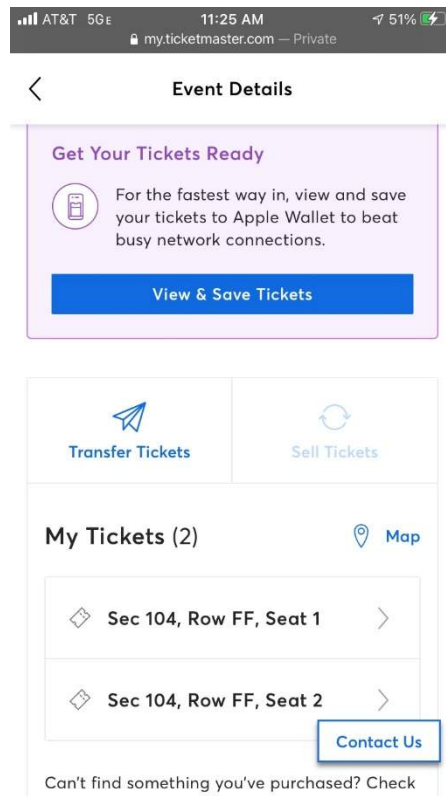 AT&T 5GE 11:25 AM 51%
my.ticketmaster.com — Private
Event Details
Get Your Tickets Ready
For the fastest way in, view and save
your tickets to Apple Wallet to beat
busy network connections.
View & Save Tickets
Transfer Tickets
Sell Tickets
My Tickets (2)
Map
Sec 104, Row FF, Seat 1
Sec 104, Row FF, Seat 2
Contact Us
Can't find something you've purchased? Check